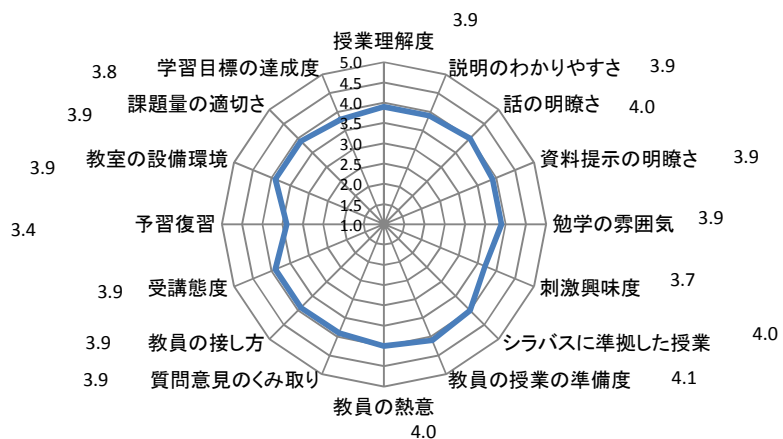 3.9
授業理解度
5.0
4.5
4.0
3.5
3.0
2.5
2.0
1.5
1.0
説明のわかりやすさ 3.9
話の明瞭さ 4.0
資料提示の明瞭さ 3.9
勉学の雰囲気 3.9
刺激興味度 3.7
シラバスに準拠した授業 4.0
教員の授業の準備度 4.1
教員の熱意
4.0
3.9 質問意見のくみ取り
3.9 教員の接し方
3.9 受講態度
3.4 予習復習
3.9 教室の設備環境
3.9 課題量の適切さ
3.8 学習目標の達成度